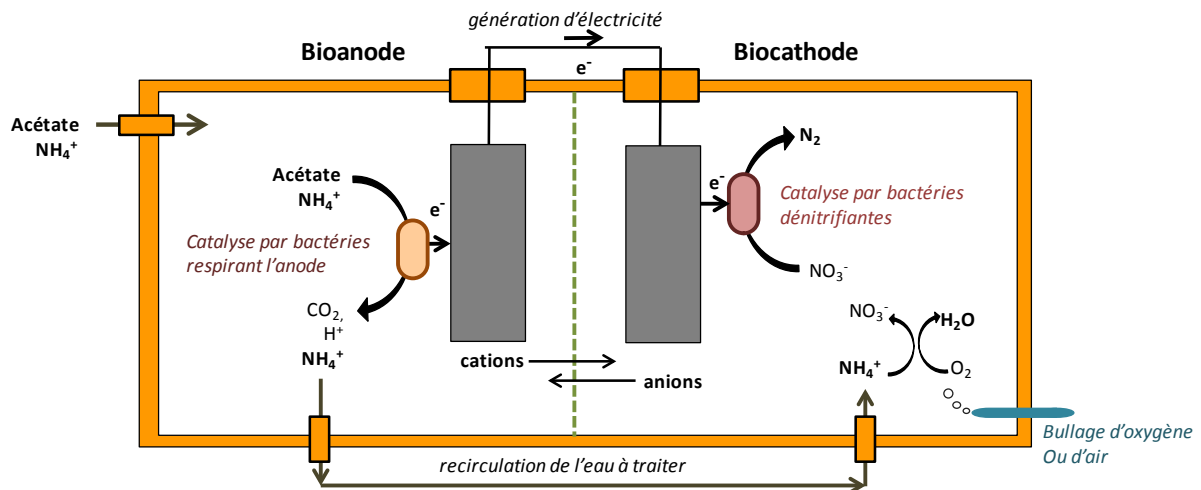 génération d'électricité
Bioanode
e-
Biocathode
Acétate
NH4+
Acétate
NH4+
e-
Catalyse par bactéries
respirant l'anode
CO2,
H+
NH4+
N2
e-
Catalyse par bactéries
dénitrifiantes
NO3-
NO3-
H2O
NH4+
O2
cations
anions
Bullage d'oxygène
Ou d'air
recirculation de l'eau à traiter